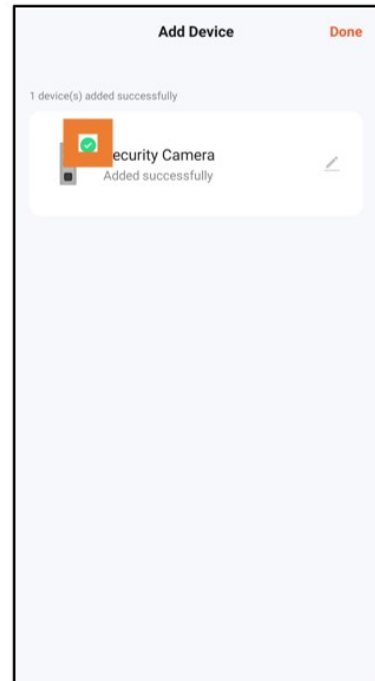 Add Device
Done
1 device(s) added successfully
ecurity Camera
Added successfully